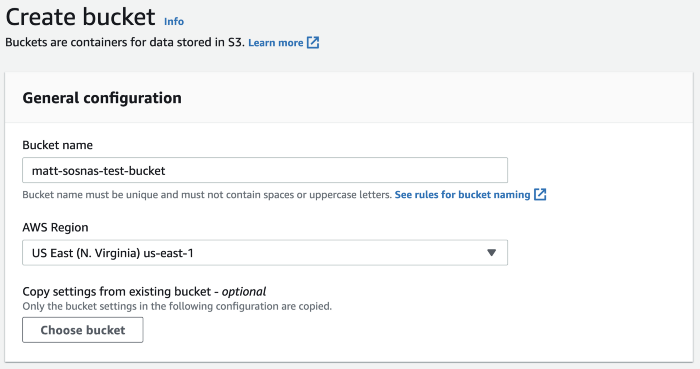 Create bucket Info
Buckets are containers for data stored in S3. Learn more
General configuration
Bucket name
matt-sosnas-test-bucket
Bucket name must be unique and must not contain spaces or uppercase letters. See rules for bucket naming
AWS Region
US East (N. Virginia) us-east-1
Copy settings from existing bucket - optional
Only the bucket settings in the following configuration are copied.
Choose bucket